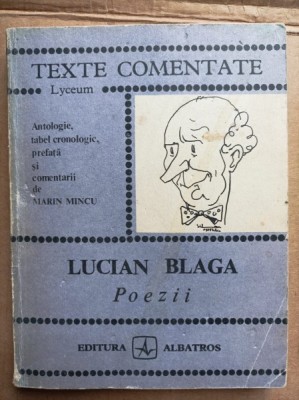 TEXTE COMENTATE
Lyceum
Antologie,
tabel cronologic,
prefață
și
comentarii
de
MARIN MINCU
LUCIAN BLAGA
Poezii
EDITURA ALBATROS